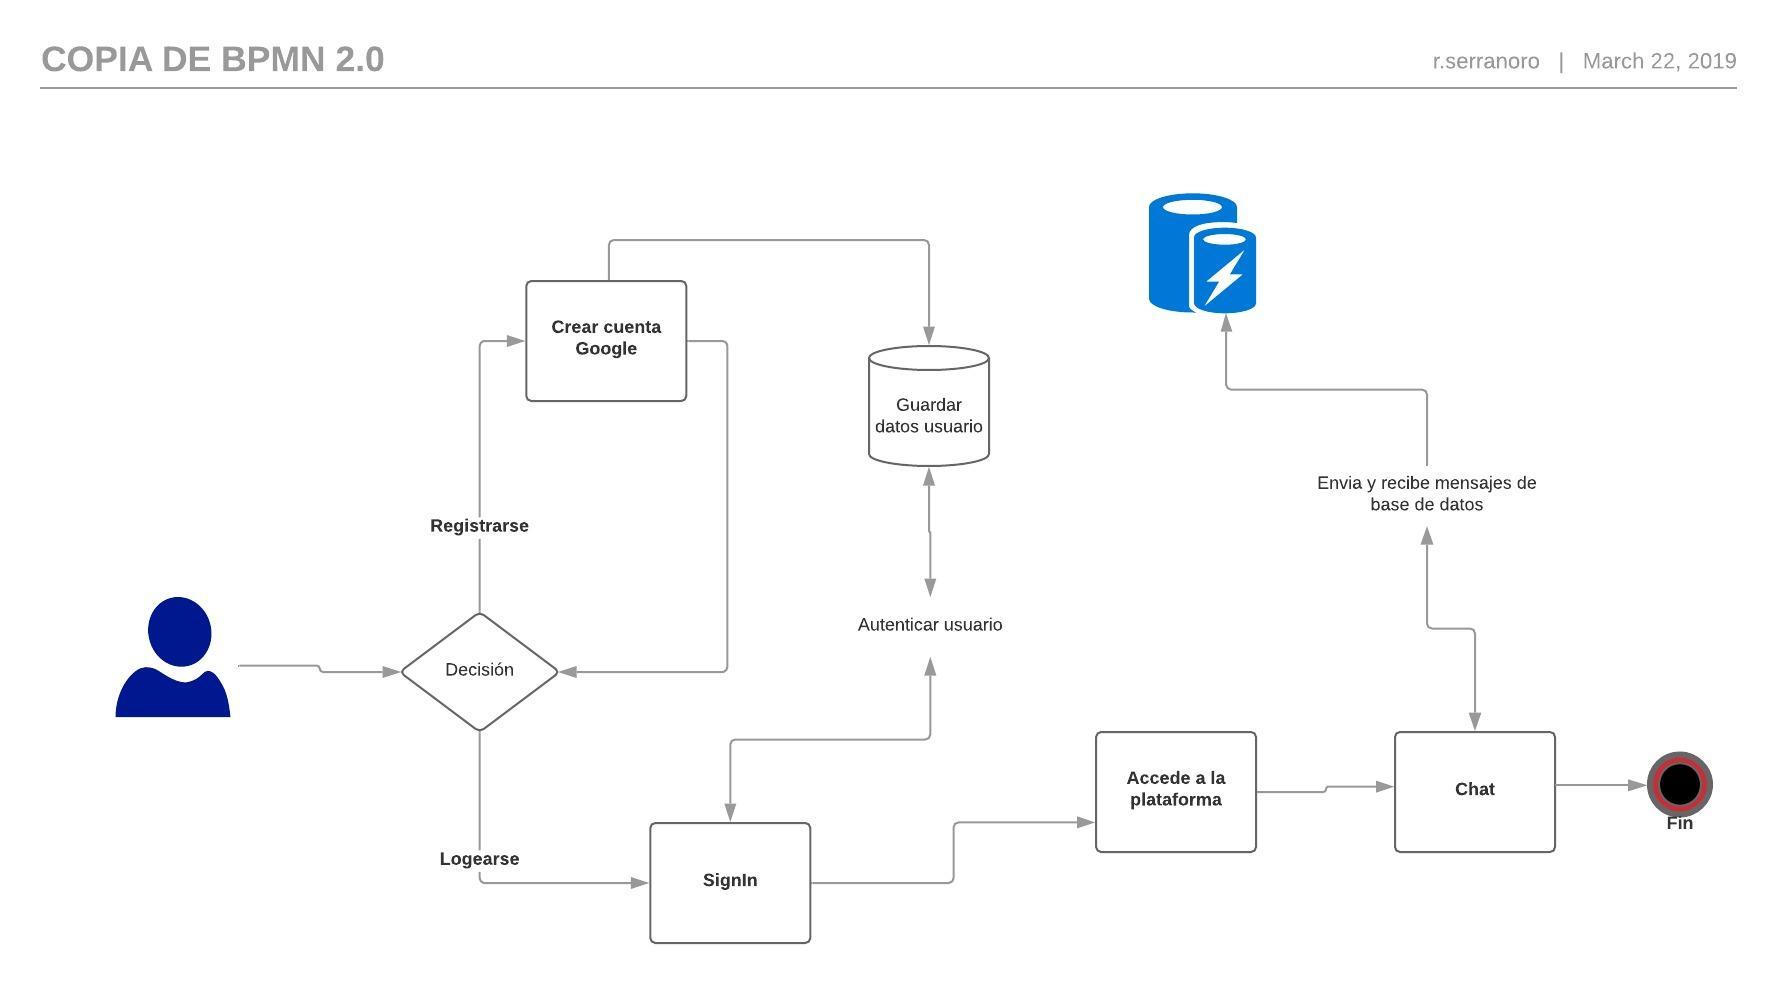 COPIA DE BPMN 2.0
r.serranoro | March 22, 2019
Crear cuenta
Google
Guardar
datos usuario
Envia y recibe mensajes de
base de datos
Registrarse
Autenticar usuario
Decisión
Accede a la
plataforma
Chat
Fin
Logearse
SignIn